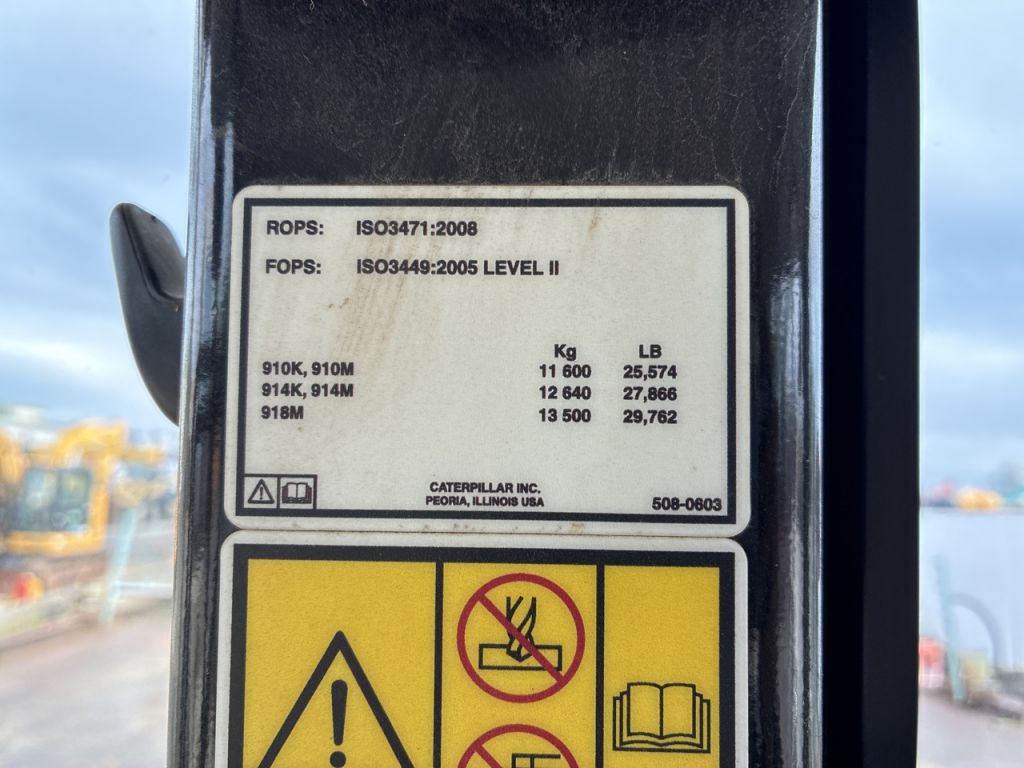 ROPS: ISO3471:2008
FOPS: ISO3449:2005 LEVEL II
Kg LB
910K, 910M 11 600 25,574
914K, 914M 12 640 27,866
918M 13 500 29,762
CATERPILLAR INC.
PEORIA, ILLINOIS USA
508-0603